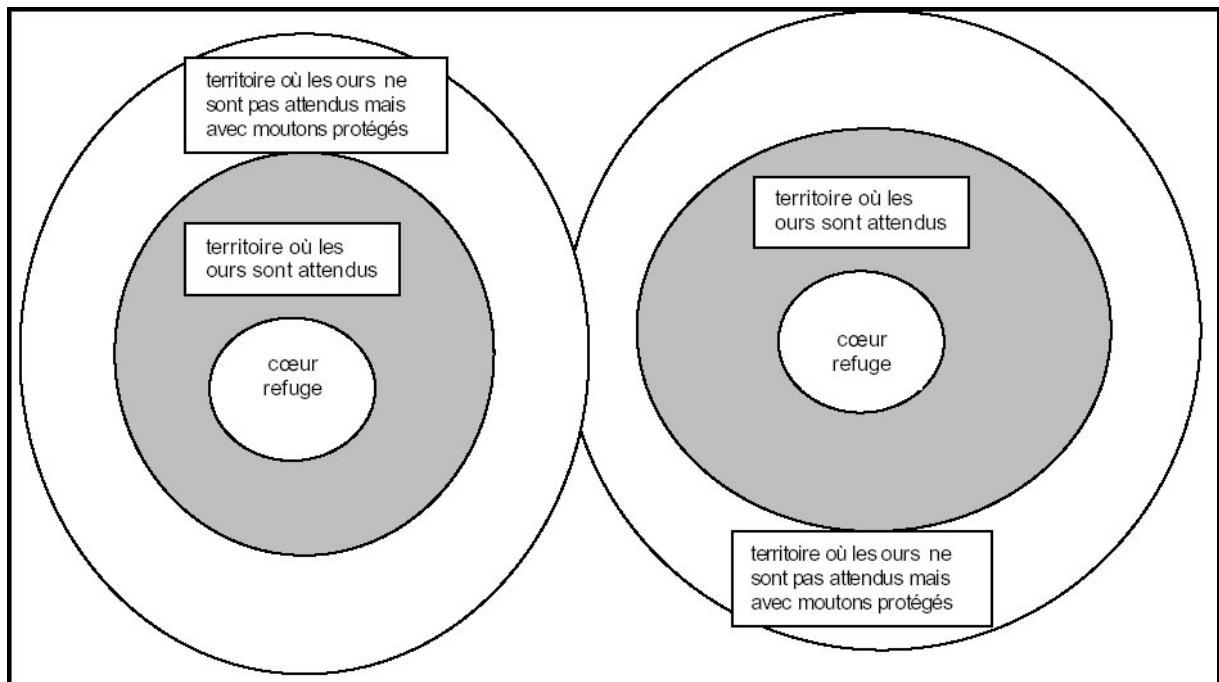 territoire où les ours ne
sont pas attendus mais
avec moutons protégés
territoire où les
ours sont attendus
cœur
refuge
territoire où les
ours sont attendus
cœur
refuge
territoire où les ours ne
sont pas attendus mais
avec moutons protégés